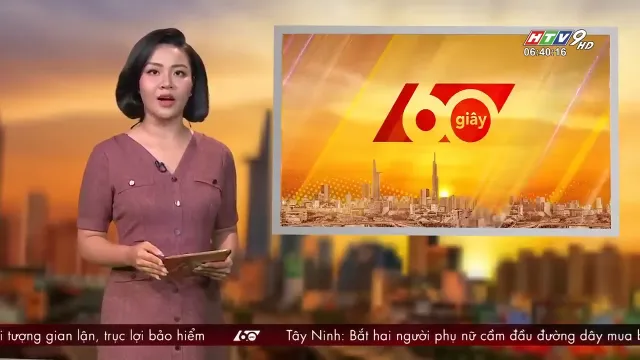 HTV9 HD
06:40:16
60 giây
i tượng gian lận, trục lợi bảo hiểm 60 Tây Ninh: Bắt hai người phụ nữ cầm đầu đường dây mua b